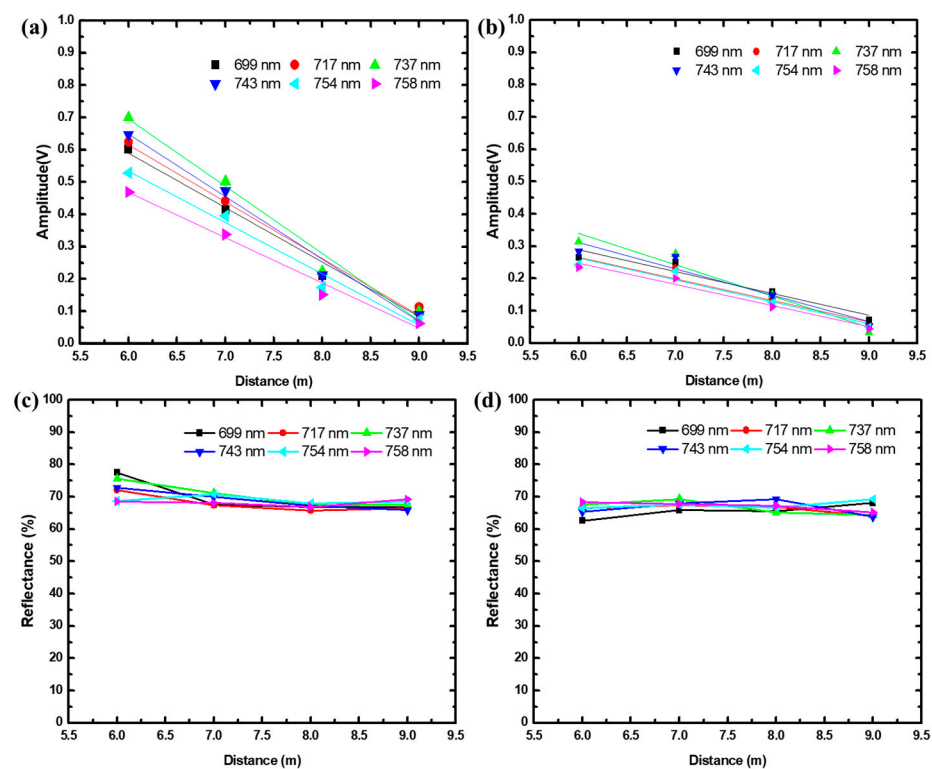 (a)
1.0
0.9
0.8
0.7
0.6
0.5
0.4
0.3
0.2
0.1
0.0
Amplitude(V)
699 nm 717 nm 737 nm
743 nm 754 nm 758 nm
5.5 6.0 6.5 7.0 7.5 8.0 8.5 9.0 9.5
Distance (m)
(b)
1.0
0.9
0.8
0.7
0.6
0.5
0.4
0.3
0.2
0.1
0.0
Amplitude(V)
699 nm 717 nm 737 nm
743 nm 754 nm 758 nm
5.5 6.0 6.5 7.0 7.5 8.0 8.5 9.0 9.5
Distance (m)
(c)
100
90
80
70
60
50
40
30
20
10
0
Reflectance (%)
699 nm 717 nm 737 nm
743 nm 754 nm 758 nm
5.5 6.0 6.5 7.0 7.5 8.0 8.5 9.0 9.5
Distance (m)
(d)
100
90
80
70
60
50
40
30
20
10
0
Reflectance (%)
699 nm 717 nm 737 nm
743 nm 754 nm 758 nm
5.5 6.0 6.5 7.0 7.5 8.0 8.5 9.0 9.5
Distance (m)